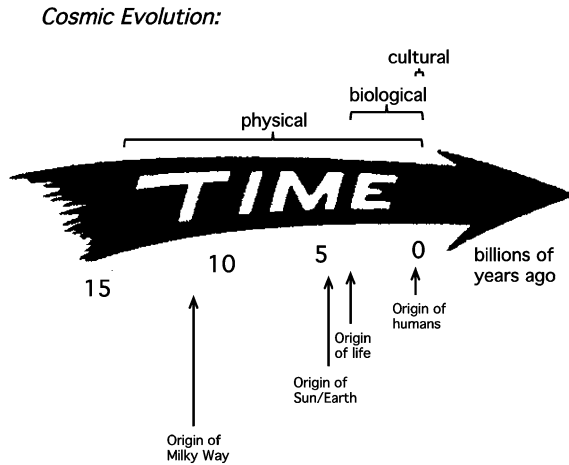 Cosmic Evolution:
cultural
biological
physical
TIME
15
10
5
0
billions of
years ago
Origin of
humans
Origin
of life
Origin of
Sun/Earth
Origin of
Milky Way